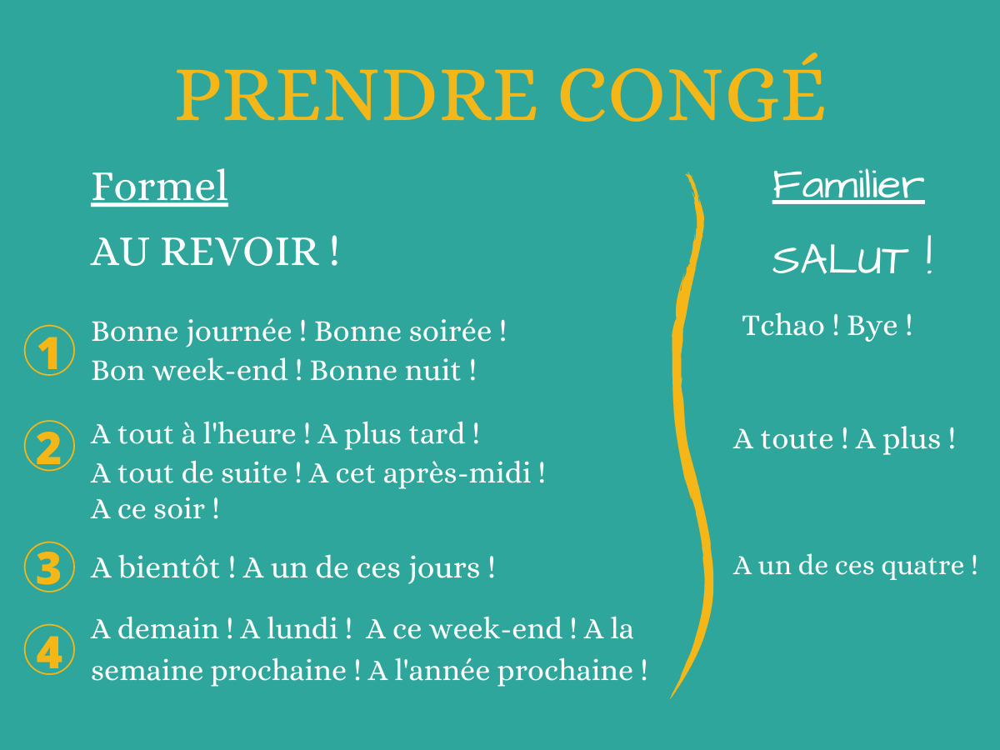 PRENDRE CONGÉ
Formel
AU REVOIR !
1
Bonne journée ! Bonne soirée !
Bon week-end ! Bonne nuit !
2
A tout à l'heure ! A plus tard !
A tout de suite ! A cet après-midi !
A ce soir !
3
A bientôt ! A un de ces jours !
4
A demain ! A lundi !  A ce week-end ! A la
semaine prochaine ! A l'année prochaine !
Familier
SALUT !
Tchao ! Bye !
A toute ! A plus !
A un de ces quatre !